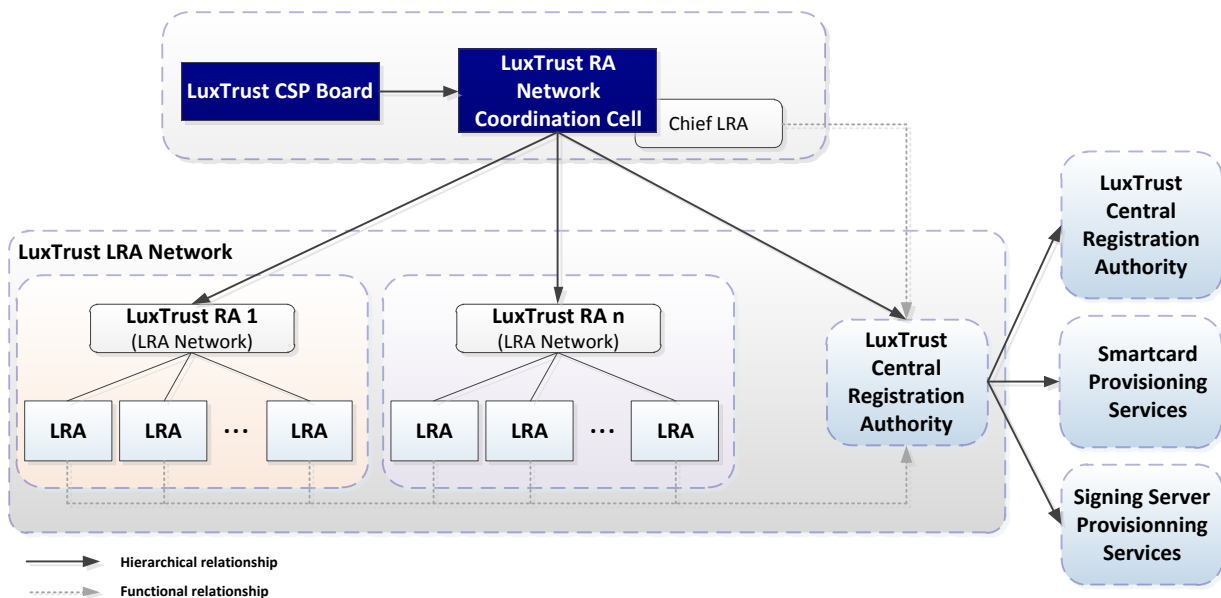 LuxTrust CSP Board
LuxTrust RA
Network
Coordination Cell
Chief LRA
LuxTrust LRA Network
LuxTrust RA 1
(LRA Network)
LRA
LRA
...
LRA
LuxTrust RA n
(LRA Network)
LRA
LRA
...
LRA
LuxTrust
Central
Registration
Authority
LuxTrust
Central
Registration
Authority
Smartcard
Provisioning
Services
Signing Server
Provisionning
Services
Hierarchical relationship
Functional relationship